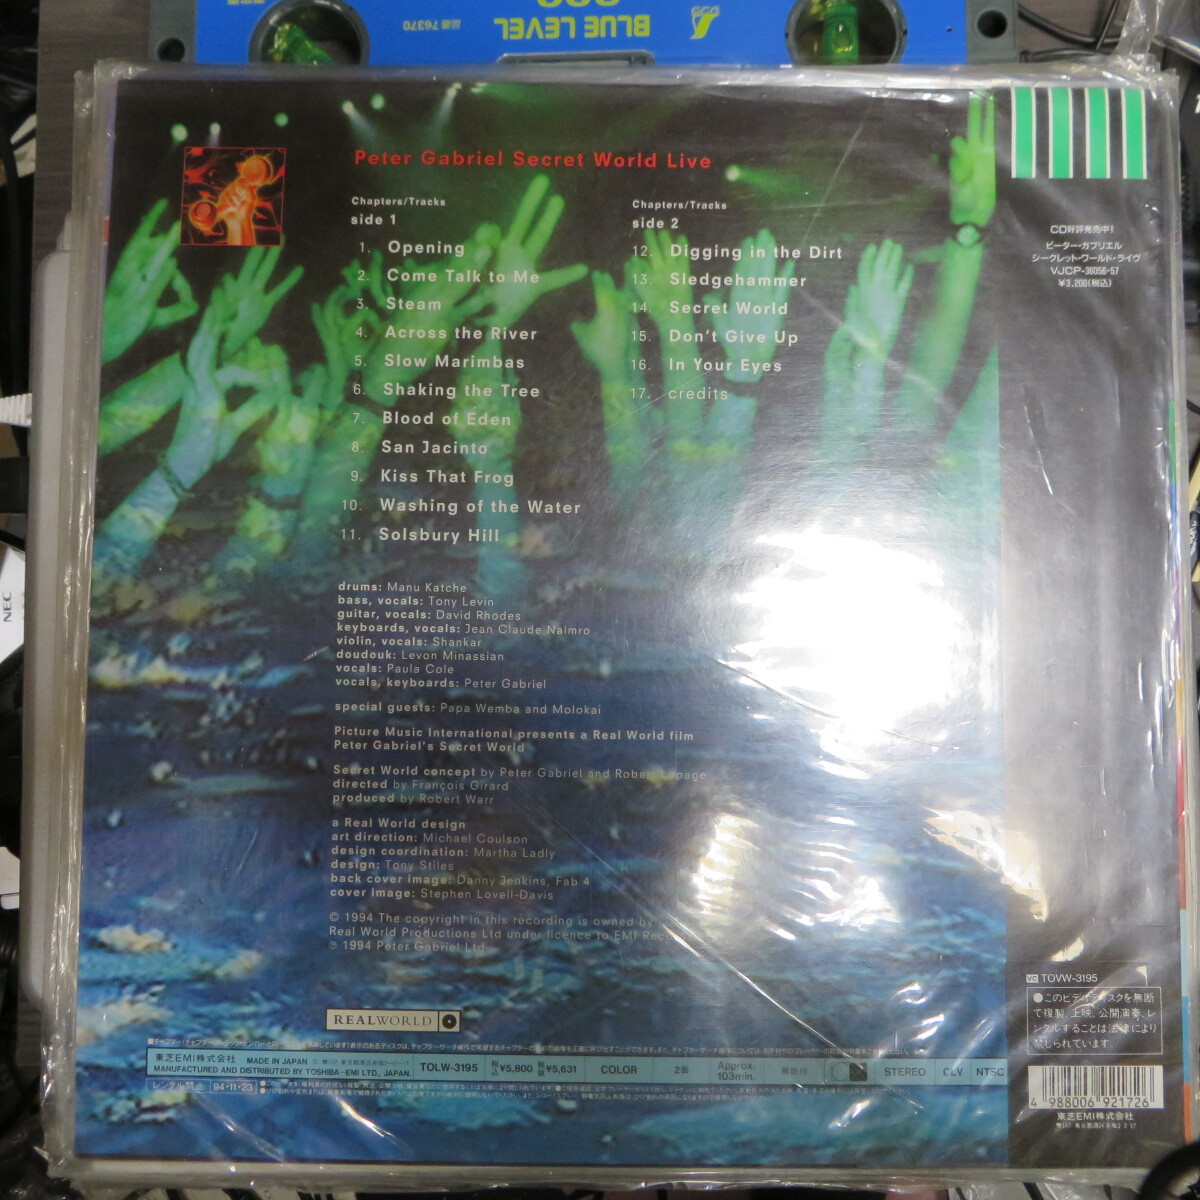 BLUE LEVEL
品番 76370
Peter Gabriel Secret World Live
Chapters/Tracks
side 1
1. Opening
2. Come Talk to Me
3. Steam
4. Across the River
5. Slow Marimbas
6. Shaking the Tree
7. Blood of Eden
8. San Jacinto
9. Kiss That Frog
10. Washing of the Water
11. Solsbury Hill
Chapters/Tracks
side 2
12. Digging in the Dirt
13. Sledgehammer
14. Secret World
15. Don't Give Up
16. In Your Eyes
17. credits
CD好評発売中!
ピーター・ガブリエル
シークレット・ワールド・ライヴ
VJCP-36056・57
¥3,200(税込)
drums: Manu Katche
bass, vocals: Tony Levin
guitar, vocals: David Rhodes
keyboards, vocals: Jean Claude Naimro
violin, vocals: Shankar
doudouk: Levon Minassian
vocals: Paula Cole
vocals, keyboards: Peter Gabriel
special guests: Papa Wemba and Molokai
Picture Music International presents a Real World film
Peter Gabriel's Secret World
Secret World concept by Peter Gabriel and Robert Lepage
directed by François Girard
produced by Robert Warr
a Real World design
art direction: Michael Coulson
design coordination: Martha Ladly
design: Tony Stiles
back cover image: Danny Jenkins, Fab 4
cover image: Stephen Lovell-Davis
© 1994 The copyright in this recording is owned by
Real World Productions Ltd under licence to EMI
℗ 1994 Peter Gabriel Ltd
REALWORLD
東芝EMI株式会社 MADE IN JAPAN
MANUFACTURED AND DISTRIBUTED BY TOSHIBA-EMI LTD., JAPAN.
TOLW-3195 ¥5,800 ¥5,631 COLOR 2面 Approx. 103min. STEREO CLV NTSC
レンタル禁止 94・11・23
VC TOVW-3195
●このビデオディスクを無断
で複製、上映、公開演奏、レ
ンタルすることは法律により
禁じられています。
4 988006 921726
東芝EMI株式会社
NEC